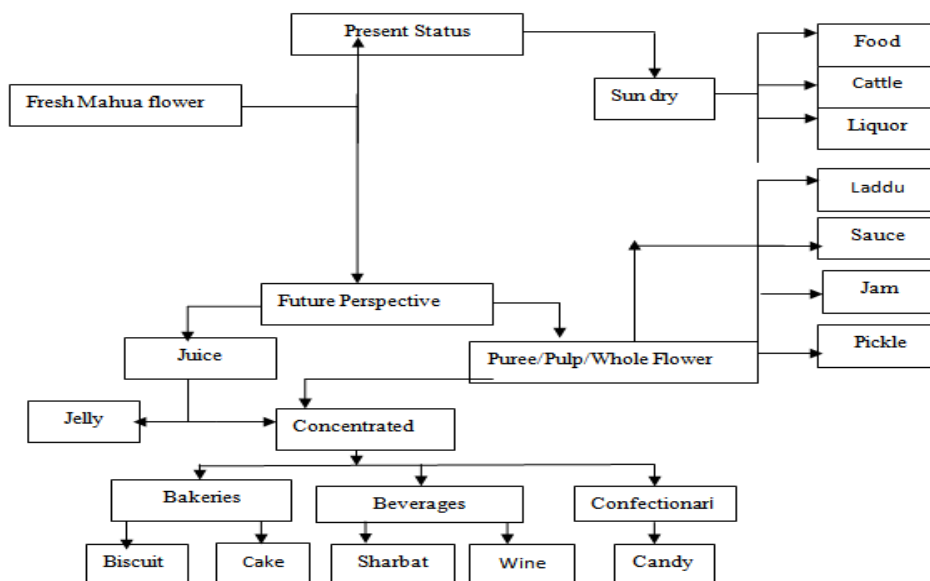 Present Status
Food
Fresh Mahua flower
Sun dry
Cattle
Liquor
Laddu
Sauce
Future Perspective
Jam
Juice
Puree/Pulp/Whole Flower
Pickle
Jelly
Concentrated
Bakeries
Beverages
Confectionari
Biscuit
Cake
Sharbat
Wine
Candy